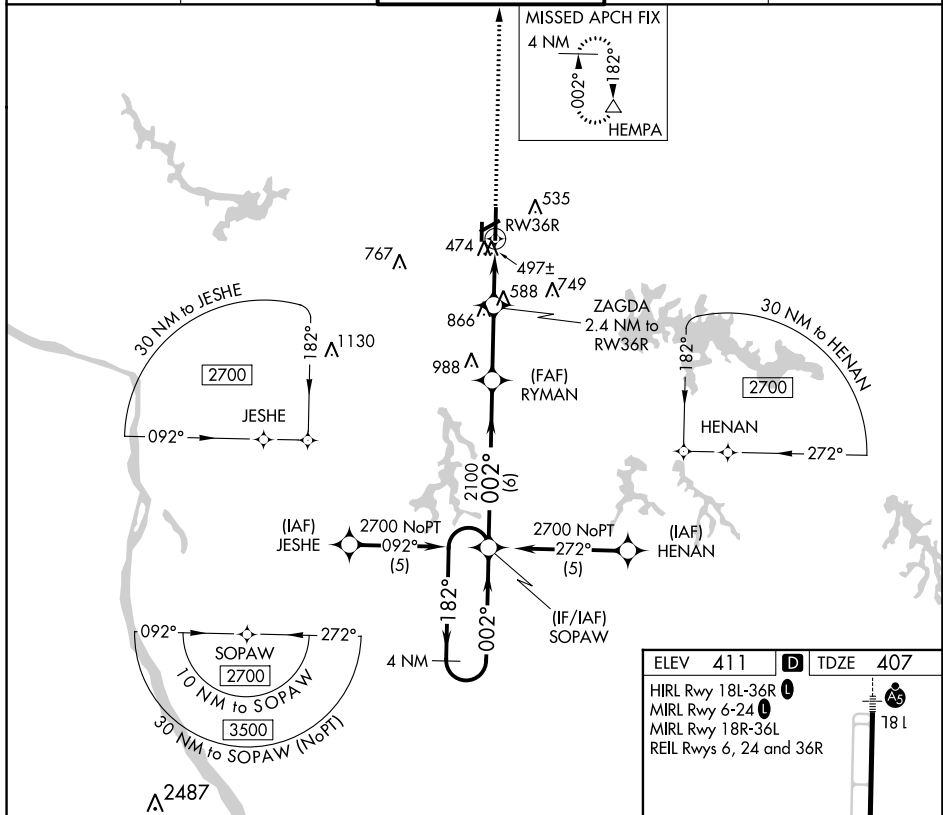 MISSED APCH FIX
4 NM
002°
182°
HEMPA
535
RW36R
474
767
497±
588
749
866
ZAGDA
2.4 NM to
RW36R
30 NM to JESHE
182°
1130
2700
JESHE
092°
988
(FAF)
RYMAN
30 NM to HENAN
182°
2700
HENAN
272°
2100
002°
(6)
(IAF)
JESHE
2700 NoPT
092°
(5)
2700 NoPT
272°
(5)
(IAF)
HENAN
182°
002°
(IF/IAF)
SOPAW
4 NM
092°
272°
SOPAW
2700
10 NM to SOPAW
3500
30 NM to SOPAW (NoPT)
2487
ELEV 411 D TDZE 407
HIRL Rwy 18L-36R L
MIRL Rwy 6-24 L
MIRL Rwy 18R-36L
REIL Rwys 6, 24 and 36R
A5
18L